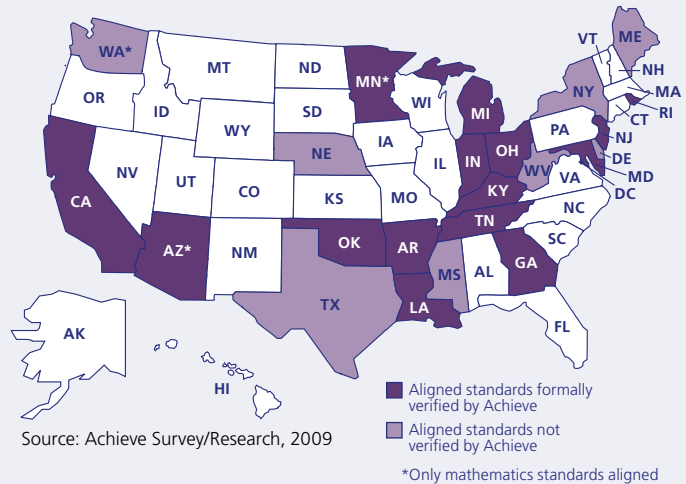 WA*
MT
ND
MN*
VT
ME
OR
ID
SD
WI
MI
NY
NH
MA
RI
CT
WY
IA
PA
NJ
NE
IL
IN
OH
WV
DE
MD
DC
NV
UT
CO
KS
MO
KY
VA
CA
NC
TN
SC
AZ*
NM
OK
AR
MS
AL
GA
TX
LA
FL
AK
HI
Aligned standards formally
verified by Achieve
Aligned standards not
verified by Achieve
Source: Achieve Survey/Research, 2009
*Only mathematics standards aligned